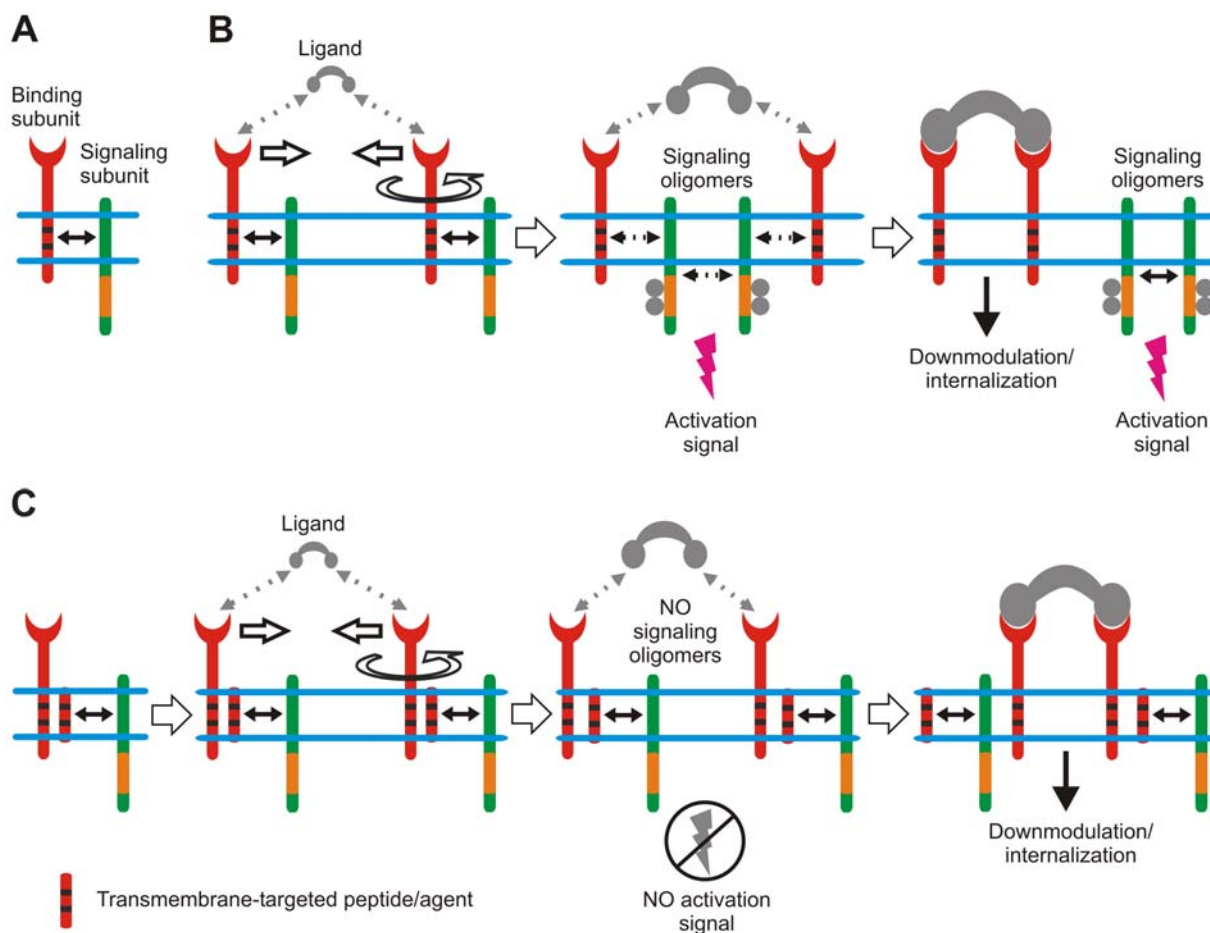 A
B
Ligand
Binding
subunit
Signaling
subunit
Signaling
oligomers
Signaling
oligomers
Downmodulation/
internalization
Activation
signal
Activation
signal
C
Ligand
NO
signaling
oligomers
Downmodulation/
internalization
NO activation
signal
Transmembrane-targeted peptide/agent